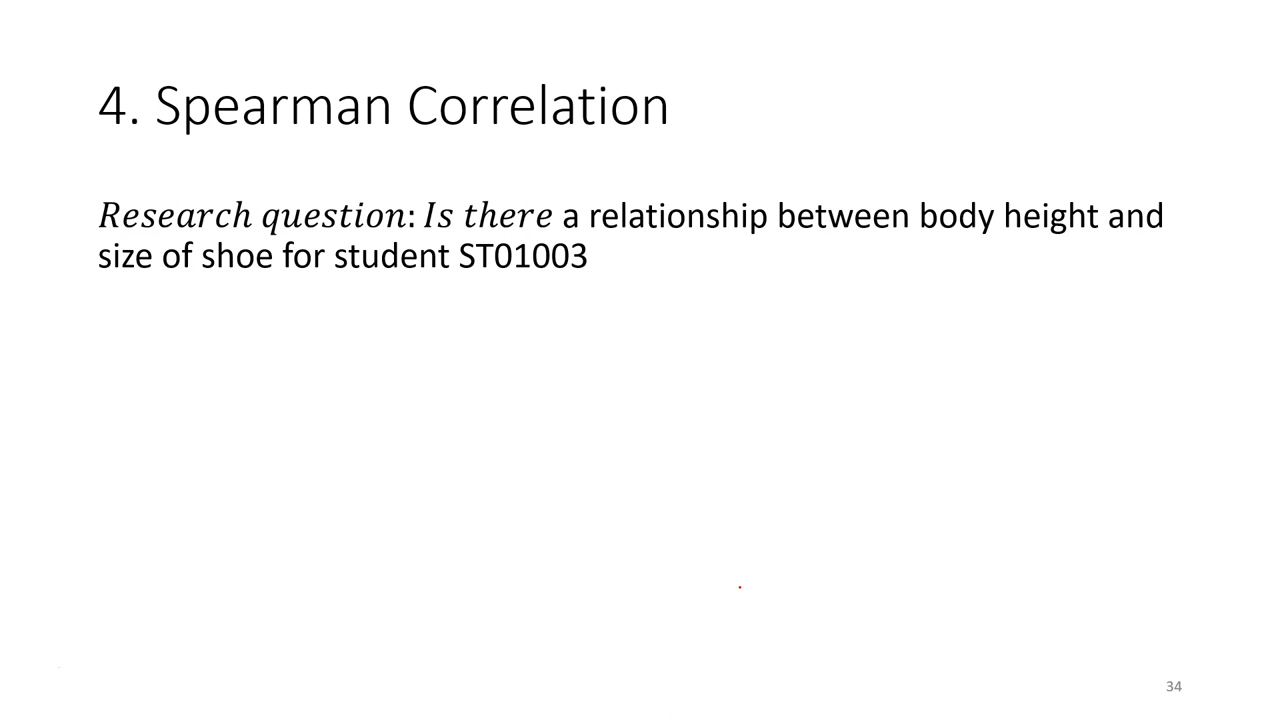 4. Spearman Correlation
Research question: Is there a relationship between body height and
size of shoe for student ST01003
34